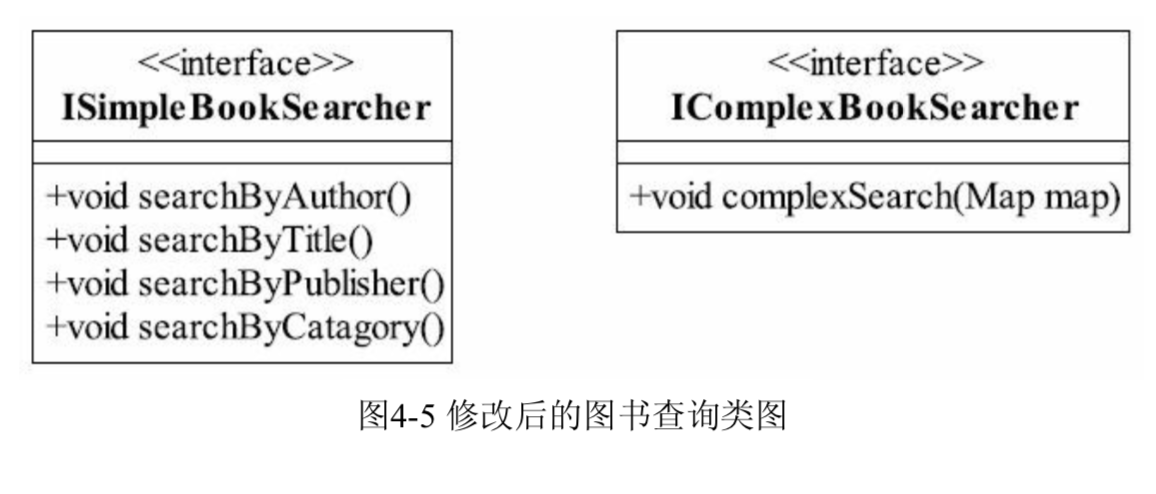 <<interface>>
ISimpleBookSearcher
+void searchByAuthor()
+void searchByTitle()
+void searchByPublisher()
+void searchByCatagory()
<<interface>>
IComplexBookSearcher
+void complexSearch(Map map)
图4-5 修改后的图书查询类图